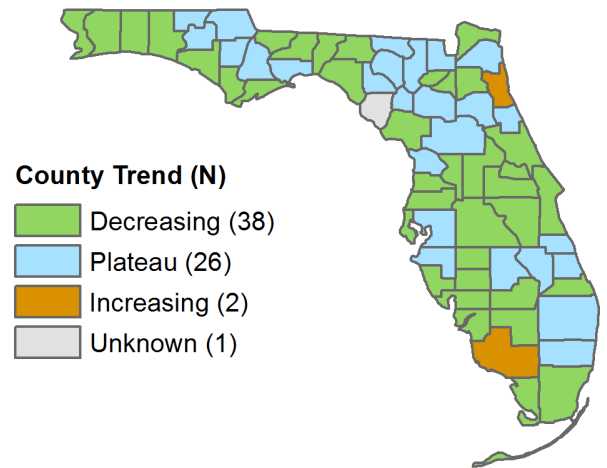 County Trend (N)
Decreasing (38)
Plateau (26)
Increasing (2)
Unknown (1)